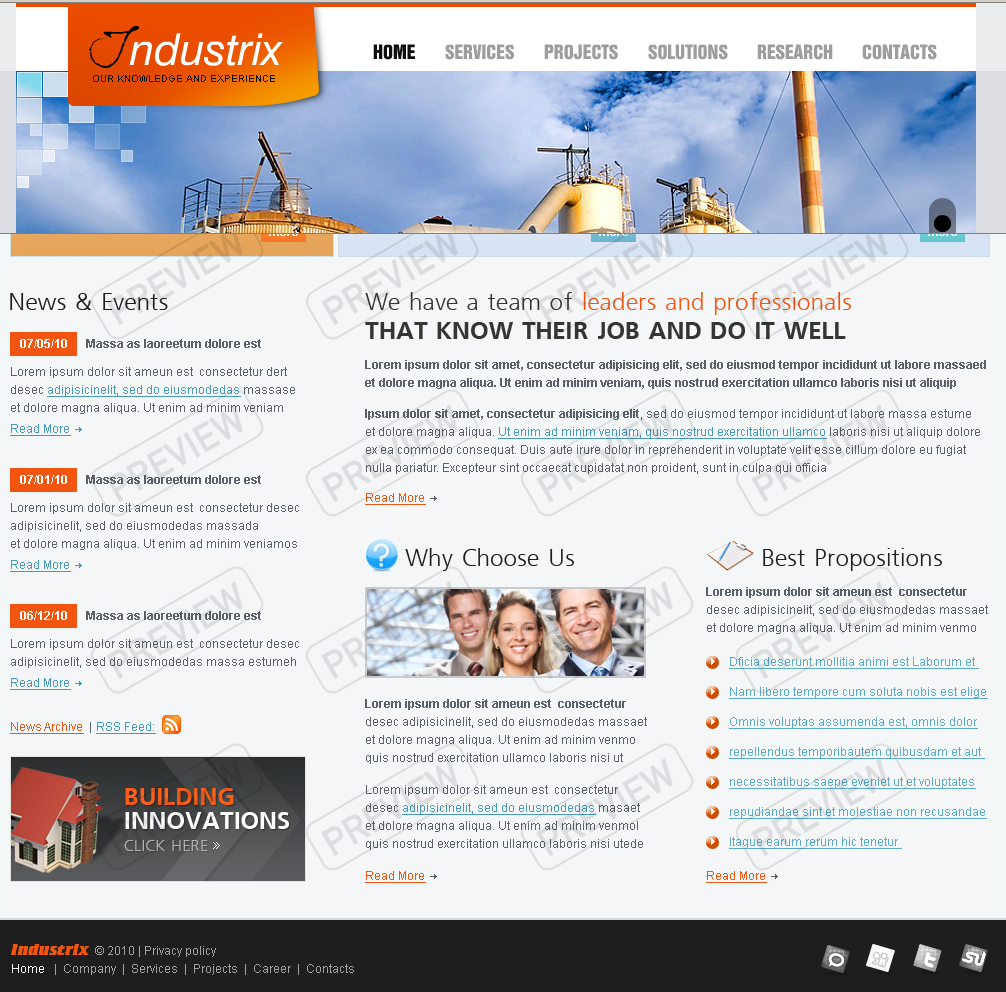 Industrix
OUR KNOWLEDGE AND EXPERIENCE
HOME SERVICES PROJECTS SOLUTIONS RESEARCH CONTACTS
News & Events
07/05/10 Massa as laoreetum dolor est
Lorem ipsum dolor sit ameun est consectetur dert
desec adipisicinelit, sed do eiusmodedas massase
et dolore magna aliqua. Ut enim ad minim veniam
Read More
07/01/10 Massa as laoreetum dolor est
Lorem ipsum dolor sit ameun est consectetur desec
adipisicinelit, sed do eiusmodedas massada
et dolore magna aliqua. Ut enim ad minim veniamos
Read More
06/12/10 Massa as laoreetum dolor est
Lorem ipsum dolor sit ameun est consectetur desec
adipisicinelit, sed do eiusmodedas massa estumeh
Read More
News Archive | RSS Feed:
BUILDING
INNOVATIONS
CLICK HERE »
We have a team of leaders and professionals
THAT KNOW THEIR JOB AND DO IT WELL
Lorem ipsum dolor sit amet, consectetur adipisicing elit, sed do eiusmod tempor incididunt ut labore massaed
et dolore magna aliqua. Ut enim ad minim veniam, quis nostrud exercitation ullamco laboris nisi ut aliquip
Ipsum dolor sit amet, consectetur adipisicing elit, sed do eiusmod tempor incididunt ut labore massa estume
et dolore magna aliqua. Ut enim ad minim veniam, quis nostrud exercitation ullamco laboris nisi ut aliquip dolore
ex ea commodo consequat. Duis aute irure dolor in reprehenderit in voluptate velit esse cillum dolore eu fugiat
nulla pariatur. Excepteur sint occaecat cupidatat non proident, sunt in culpa qui officia
Read More
Why Choose Us
Lorem ipsum dolor sit ameun est consectetur
desec adipisicinelit, sed do eiusmodedas massaet
et dolore magna aliqua. Ut enim ad minim venmo
quis nostrud exercitation ullamco laboris nisi ut
Lorem ipsum dolor sit ameun est consectetur
desec adipisicinelit, sed do eiusmodedas masaet
et dolore magna aliqua. Ut enim ad minim venmol
quis nostrud exercitation ullamco laboris nisi utede
Read More
Best Propositions
Lorem ipsum dolor sit ameun est consectetur
desec adipisicinelit, sed do eiusmodedas massaet
et dolore magna aliqua. Ut enim ad minim venmo
Dficia deserunt mollitia animi est Laborum et
Nam libero tempore cum soluta nobis est elige
Omnis voluptas assumenda est, omnis dolor
repellendus temporibautem quibusdam et aut
necessitatibus saepe eveniet ut et voluptates
repudiandae sint et molestiae non recusandae
Itaque earum rerum hic tenetur
Read More
PREVIEW PREVIEW PREVIEW PREVIEW
PREVIEW PREVIEW PREVIEW PREVIEW
PREVIEW PREVIEW PREVIEW PREVIEW
PREVIEW PREVIEW PREVIEW PREVIEW
Industrix © 2010 | Privacy policy
Home | Company | Services | Projects | Career | Contacts